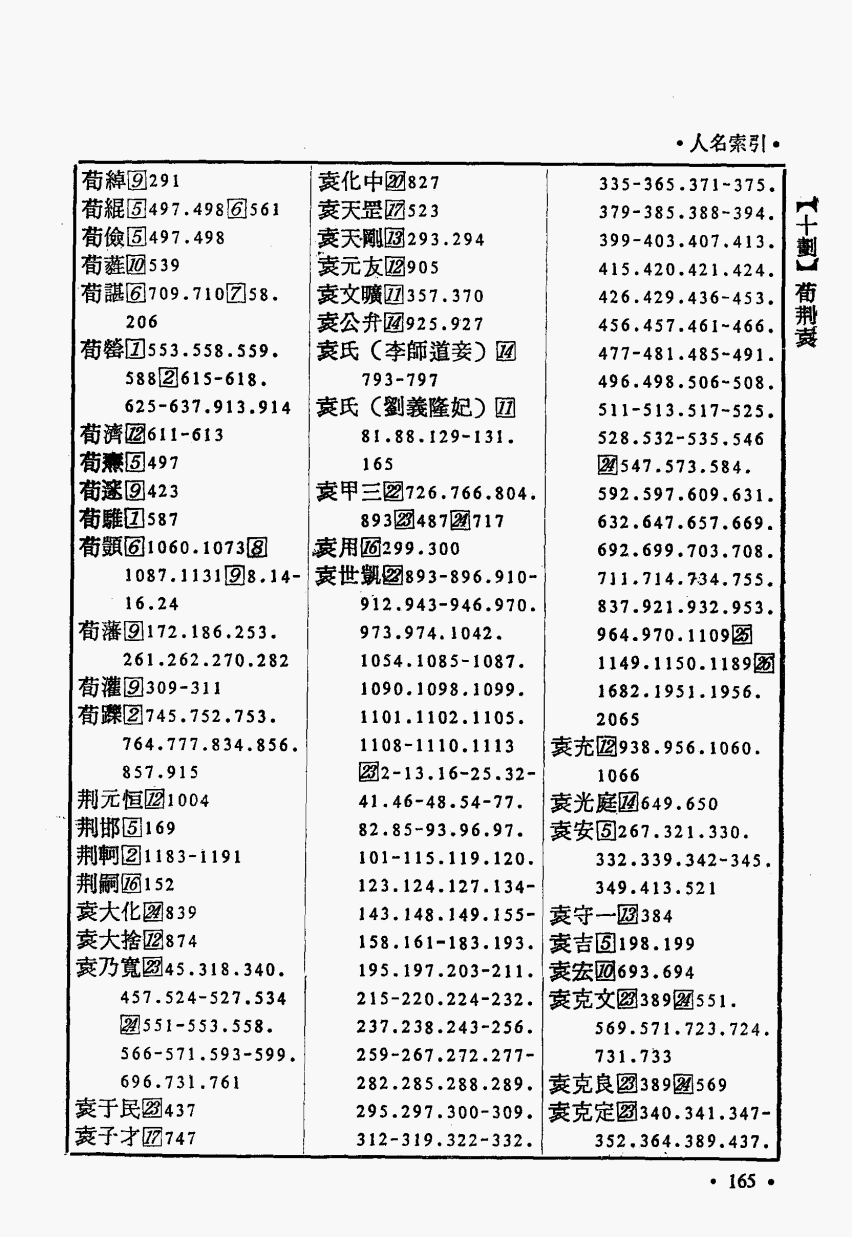 •人名索引•
荀綽[9]291
荀緄[5]497.498[6]561
荀儉[5]497.498
荀蕤[10]539
荀諶[6]709.710[7]58.
206
荀罃[1]553.558.559.
588[2]615-618.
625-637.913.914
荀濟[12]611-613
荀燾[5]497
荀邃[9]423
荀騅[1]587
荀顗[6]1060.1073[8]
1087.1131[9]8.14-
16.24
荀藩[9]172.186.253.
261.262.270.282
荀灌[9]309-311
荀躒[2]745.752.753.
764.777.834.856.
857.915
荆元恒[12]1004
荆邯[5]169
荆軻[2]1183-1191
荆嗣[16]152
袁大化[24]839
袁大捨[12]874
袁乃寬[23]45.318.340.
457.524-527.534
[24]551-553.558.
566-571.593-599.
696.731.761
袁于民[23]437
袁子才[17]747
袁化中[20]827
袁天罡[17]523
袁天剛[13]293.294
袁元友[12]905
袁文曠[11]357.370
袁公弁[14]925.927
袁氏（李師道妾）[14]
793-797
袁氏（劉義隆妃）[11]
81.88.129-131.
165
袁甲三[22]726.766.804.
893[23]487[24]717
袁用[16]299.300
袁世凱[22]893-896.910-
912.943-946.970.
973.974.1042.
1054.1085-1087.
1090.1098.1099.
1101.1102.1105.
1108-1110.1113
[23]2-13.16-25.32-
41.46-48.54-77.
82.85-93.96.97.
101-115.119.120.
123.124.127.134-
143.148.149.155-
158.161-183.193.
195.197.203-211.
215-220.224-232.
237.238.243-256.
259-267.272.277-
282.285.288.289.
295.297.300-309.
312-319.322-332.
335-365.371-375.
379-385.388-394.
399-403.407.413.
415.420.421.424.
426.429.436-453.
456.457.461-466.
477-481.485-491.
496.498.506-508.
511-513.517-525.
528.532-535.546
[24]547.573.584.
592.597.609.631.
632.647.657.669.
692.699.703.708.
711.714.734.755.
837.921.932.953.
964.970.1109[25]
1149.1150.1189[26]
1682.1951.1956.
2065
袁充[12]938.956.1060.
1066
袁光庭[14]649.650
袁安[5]267.321.330.
332.339.342-345.
349.413.521
袁守一[13]384
袁吉[5]198.199
袁宏[10]693.694
袁克文[23]389[24]551.
569.571.723.724.
731.733
袁克良[23]389[24]569
袁克定[23]340.341.347-
352.364.389.437.
【十劃】荀荆袁
• 165 •